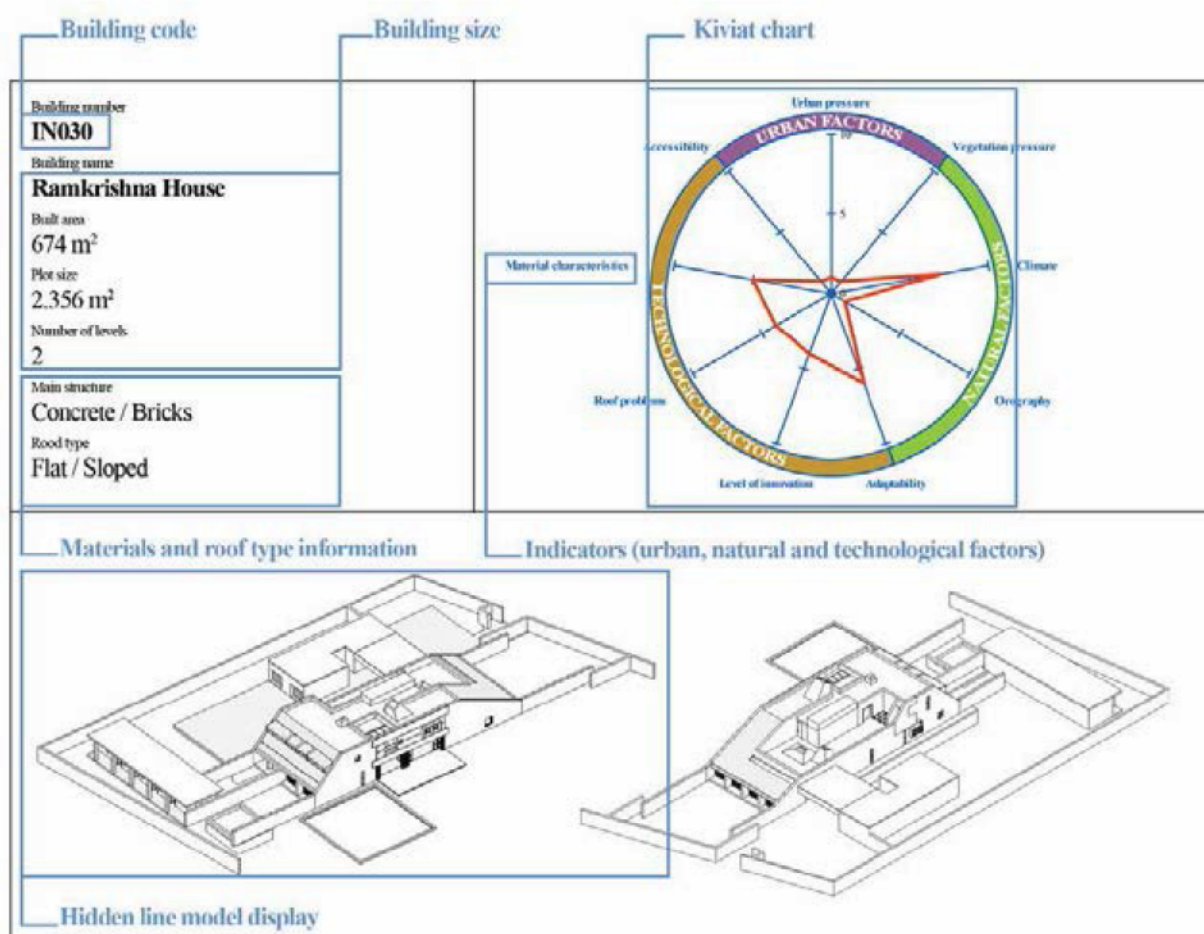 Building code
Building size
Kiviat chart
Building number
IN030
Building name
Ramkrishna House
Built area
674 m²
Plot size
2.356 m²
Number of levels
2
Main structure
Concrete / Bricks
Rood type
Flat / Sloped
Urban pressure
URBAN FACTORS
10
Accessibility
Vegetation pressure
5
Material characteristics
Climate
0
NATURAL FACTORS
TECHNOLOGICAL FACTORS
Roof problems
Orography
Level of innovation
Adaptability
Materials and roof type information
Indicators (urban, natural and technological factors)
Hidden line model display